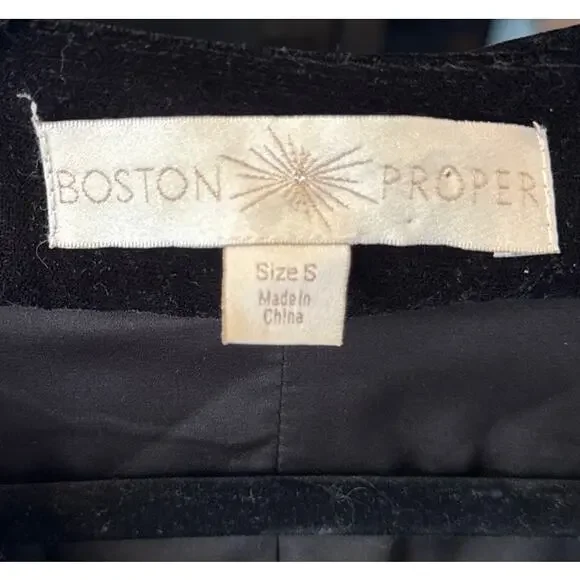 BOSTON PROPER
Size S
Made in
China